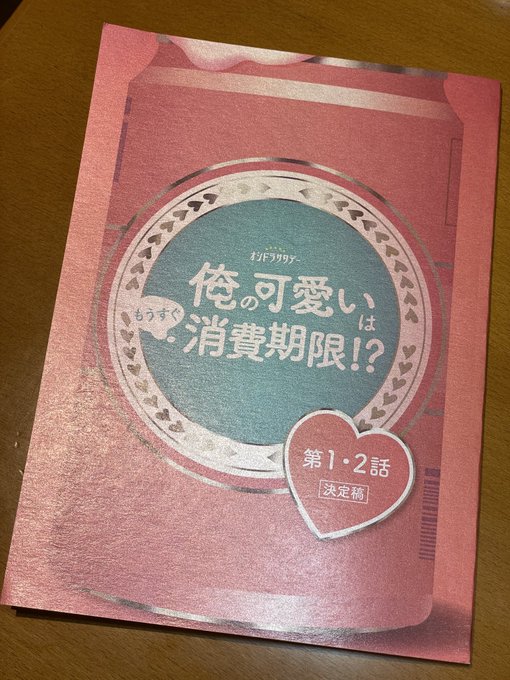 オシドラサタデー
俺の可愛いは
もうすぐ
消費期限!?
第1・2話
決定稿